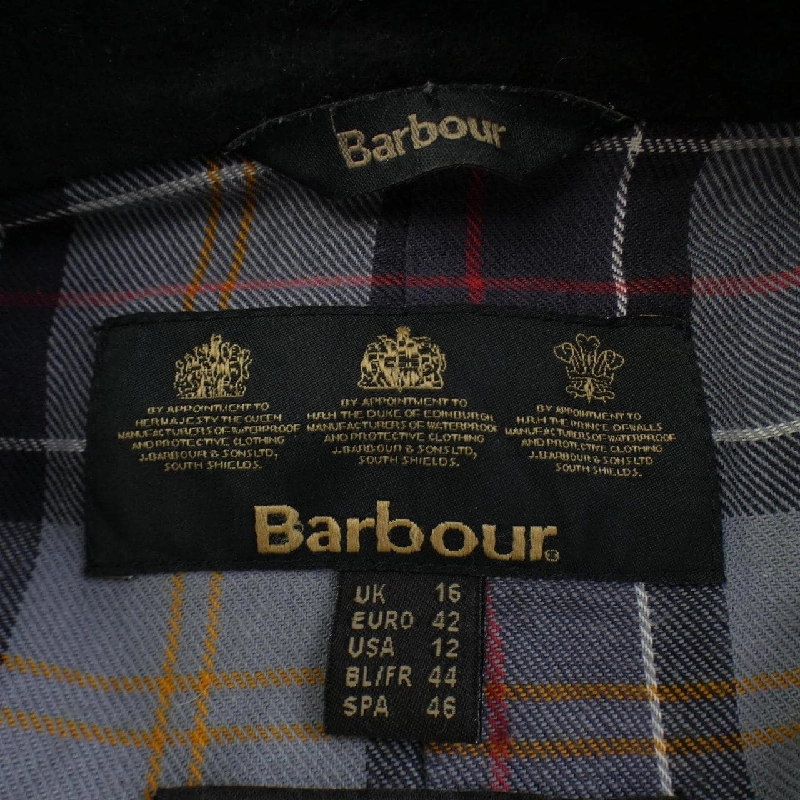 Barbour
BY APPOINTMENT TO
HER MAJESTY THE QUEEN
MANUFACTURERS OF WATERPROOF
AND PROTECTIVE CLOTHING
J.BARBOUR & SONS LTD
SOUTH SHIELDS.
BY APPOINTMENT TO
H.R.H THE DUKE OF EDINBURGH
MANUFACTURERS OF WATERPROOF
AND PROTECTIVE CLOTHING
J.BARBOUR & SONS LTD
SOUTH SHIELDS.
BY APPOINTMENT TO
H.R.H THE PRINCE OF WALES
MANUFACTURERS OF WATERPROOF
AND PROTECTIVE CLOTHING
J.BARBOUR & SONS LTD
SOUTH SHIELDS
Barbour®
UK 16
EURO 42
USA 12
BL/FR 44
SPA 46